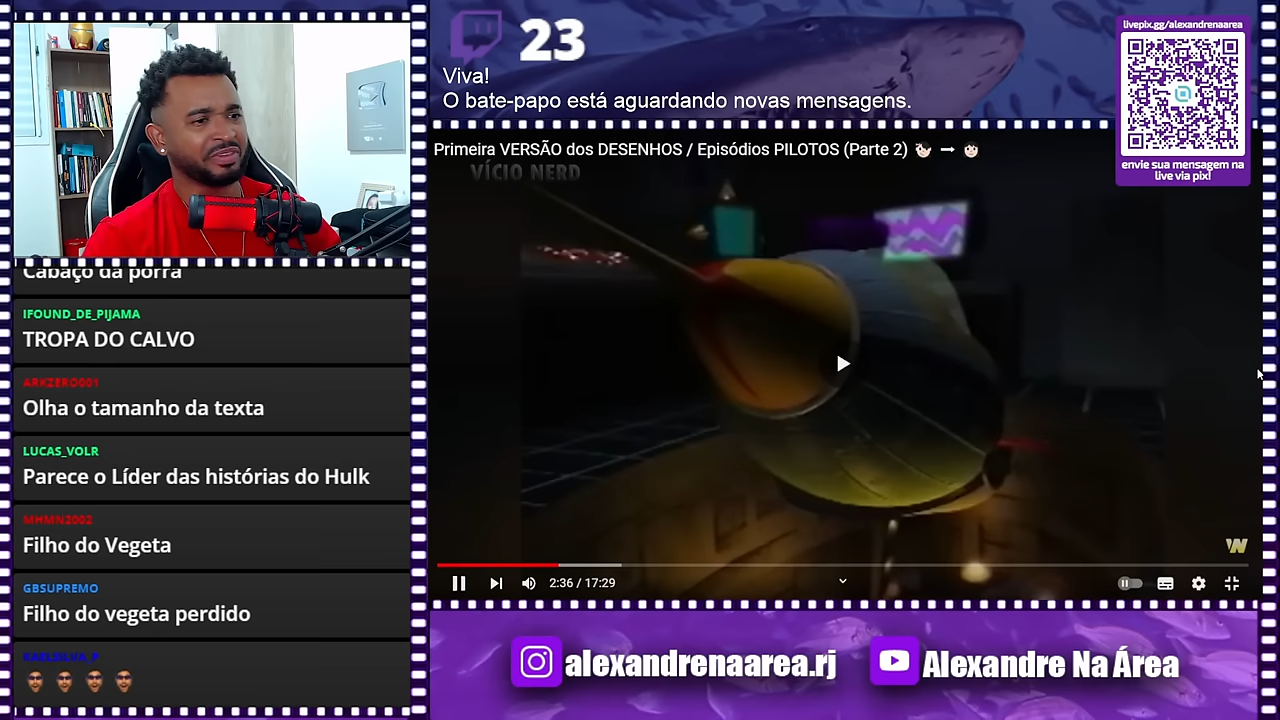 23
Viva!
O bate-papo está aguardando novas mensagens.
livepix.gg/alexandrenaarea
envie sua mensagem na
live via pix!
Primeira VERSÃO dos DESENHOS / Episódios PILOTOS (Parte 2)
VÍCIO NERD
Cabaço da porra
IFOUND_DE_PIJAMA
TROPA DO CALVO
ARKZERO001
Olha o tamanho da texta
LUCAS_VOLR
Parece o Líder das histórias do Hulk
MHMN2002
Filho do Vegeta
GBSUPREMO
Filho do vegeta perdido
2:36 / 17:29
alexandrenaarea.rj
Alexandre Na Área